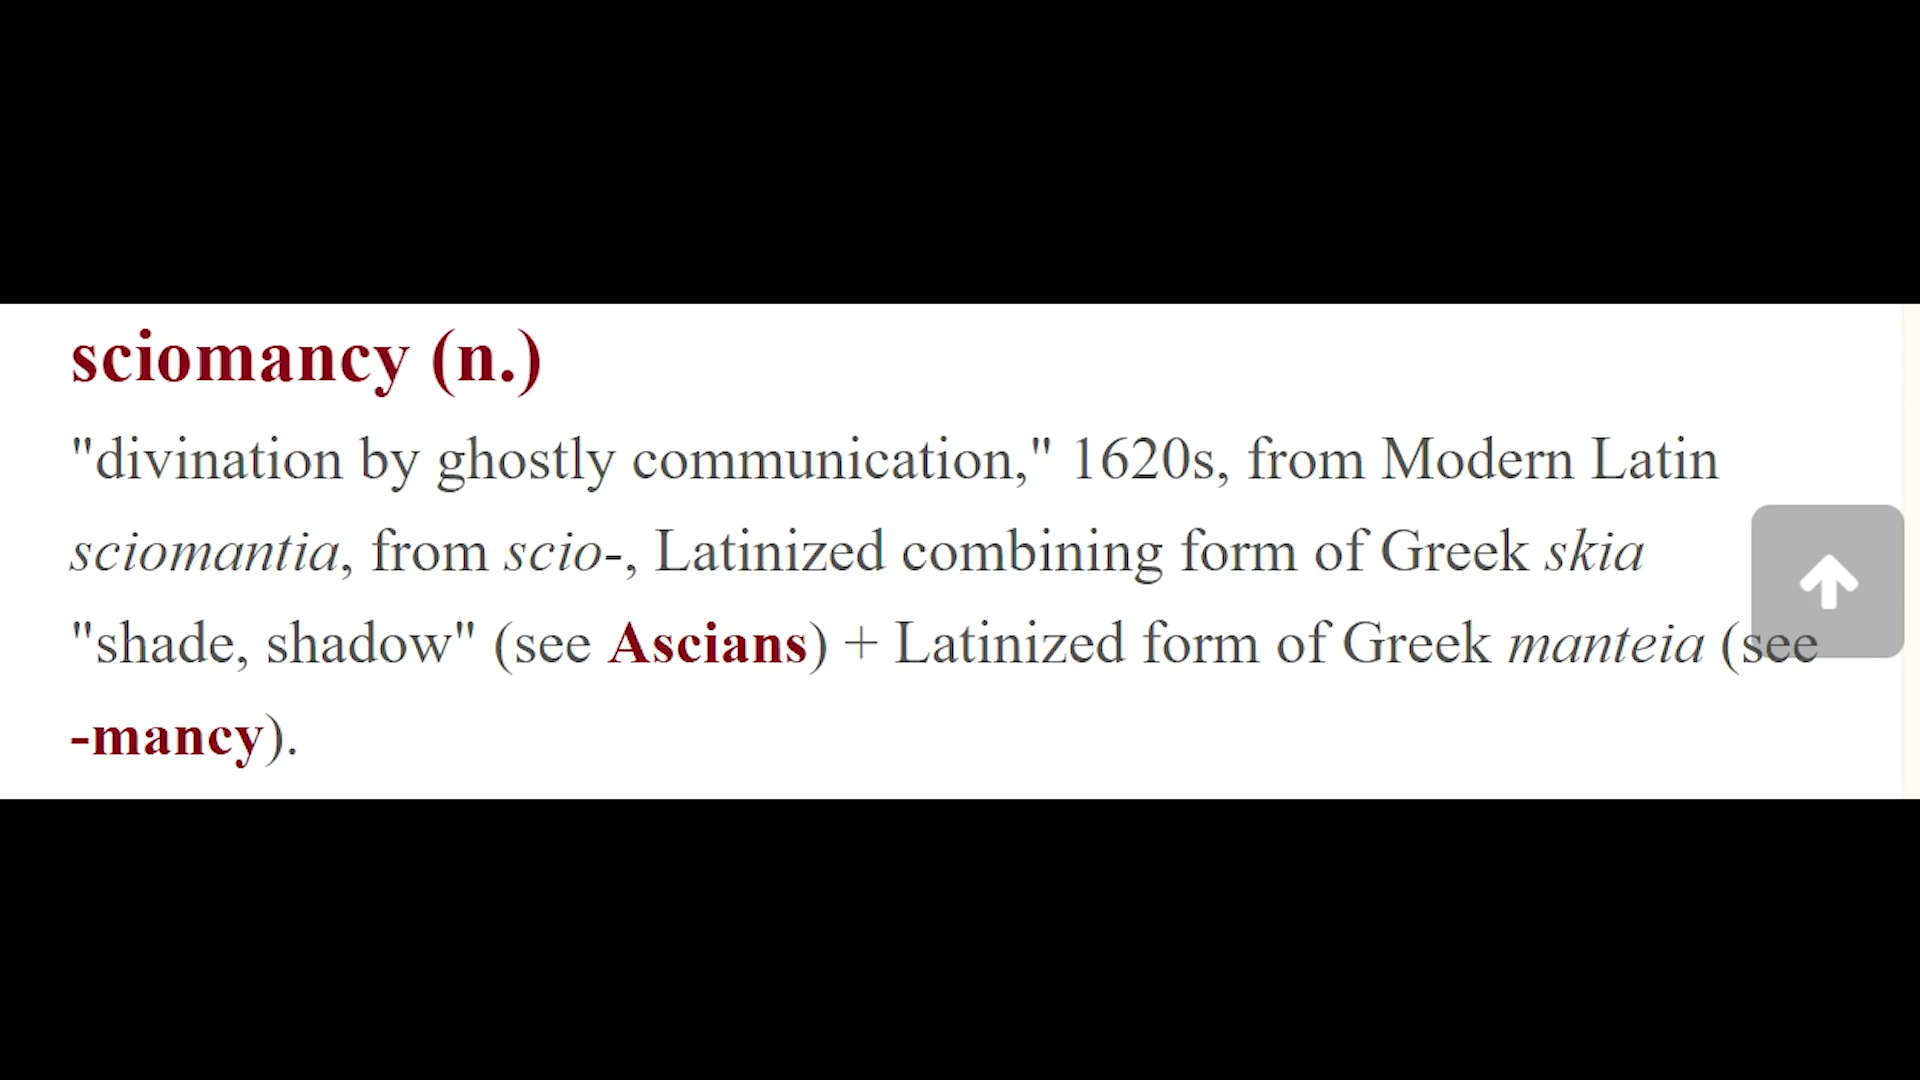 sciomancy (n.)
"divination by ghostly communication," 1620s, from Modern Latin
sciomantia, from scio-, Latinized combining form of Greek skia
"shade, shadow" (see Ascians) + Latinized form of Greek manteia (see
-mancy).